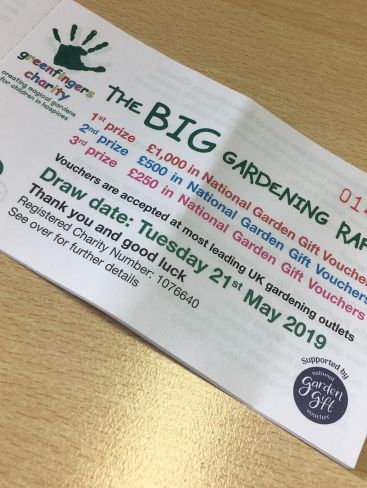 greenfingers
charity
creating magical gardens
for children in hospices
THE BIG GARDENING
1st prize £1,000 in National Garden Gift Vouchers
2nd prize £500 in National Garden Gift Vouchers
3rd prize £250 in National Garden Gift Vouchers
Vouchers are accepted at most leading UK gardening outlets
Draw date: Tuesday 21st May 2019
Thank you and good luck
Registered Charity Number: 1076640
See over for further details
Supported by
national
Garden
Gift
voucher